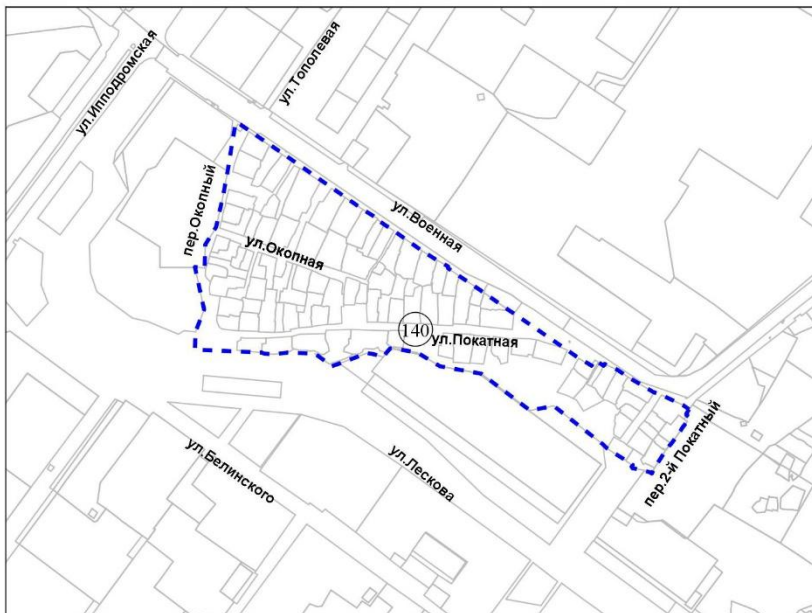 ул.Ипподромская
ул.Тополевая
пер.Окопный
ул.Военная
ул.Окопная
140
ул.Покатная
ул.Белинского
ул.Лескова
пер.2-й Покатный